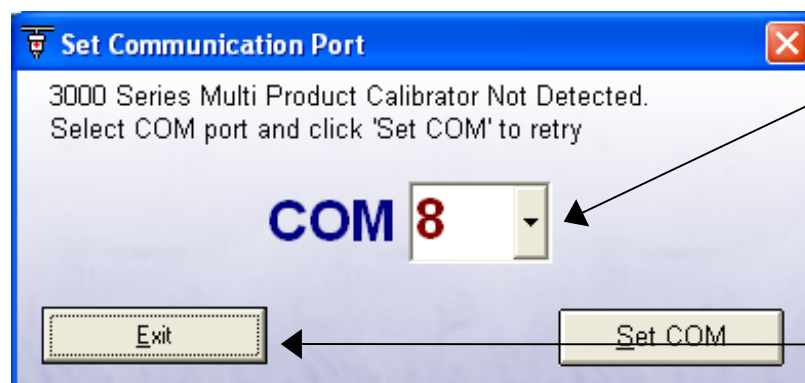 Set Communication Port
3000 Series Multi Product Calibrator Not Detected.
Select COM port and click 'Set COM' to retry
COM 8
Exit Set COM